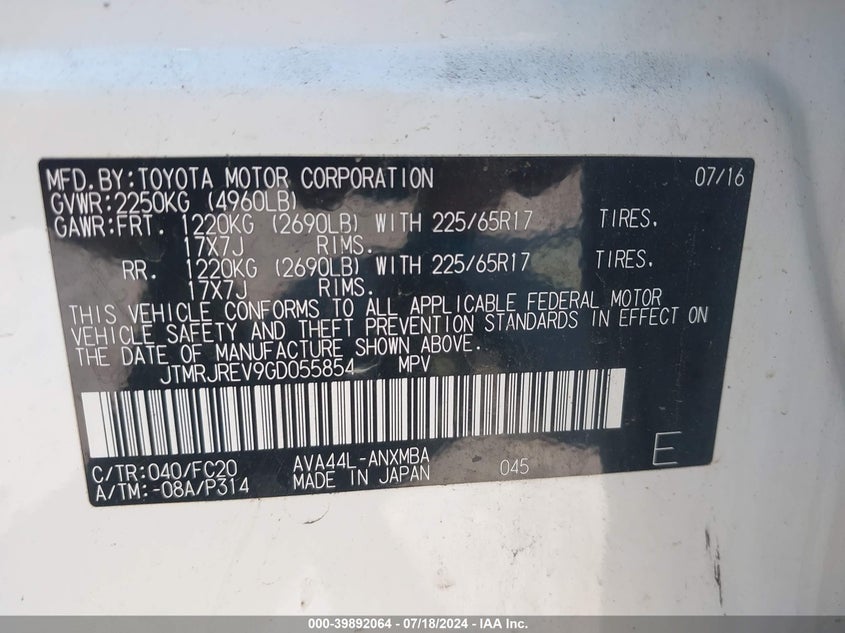 MFD.BY:TOYOTA MOTOR CORPORATION 07/16
GVWR:2250KG (4960LB)
GAWR:FRT. 1220KG (2690LB) WITH 225/65R17 TIRES.
17X7J RIMS.
RR. 1220KG (2690LB) WITH 225/65R17 TIRES.
17X7J RIMS.
THIS VEHICLE CONFORMS TO ALL APPLICABLE FEDERAL MOTOR
VEHICLE SAFETY AND THEFT PREVENTION STANDARDS IN EFFECT ON
THE DATE OF MANUFACTURE SHOWN ABOVE.
JTMRJREV9GD055854 MPV
C/TR:040/FC20 AVA44L-ANXMBA 045 E
A/TM:-08A/P314 MADE IN JAPAN
000-39892064 / 07/18/2024 - IAA Inc.